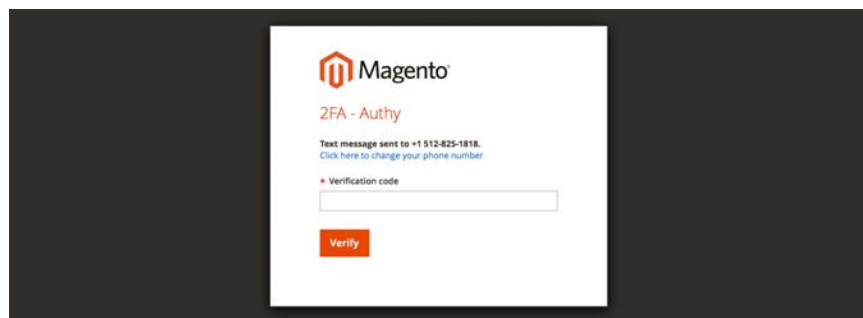 Magento
2FA - Authy
Text message sent to +1 512-825-1818.
Click here to change your phone number
* Verification code
Verify